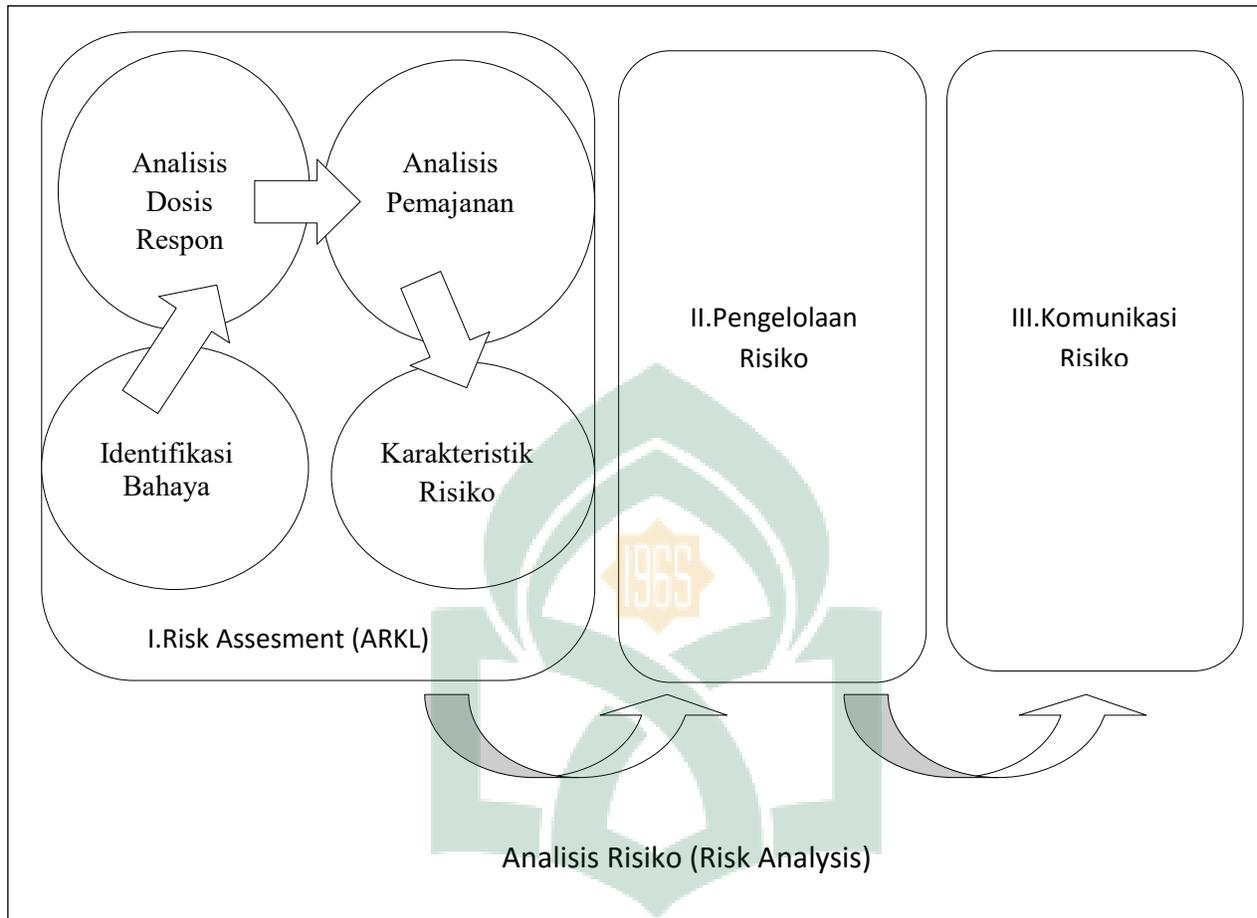 Analisis
Dosis
Respon
Analisis
Pemajanan
Identifikasi
Bahaya
Karakteristik
Risiko
I.Risk Assesment (ARKL)
II.Pengelolaan
Risiko
III.Komunikasi
Risiko
1965
Analisis Risiko (Risk Analysis)